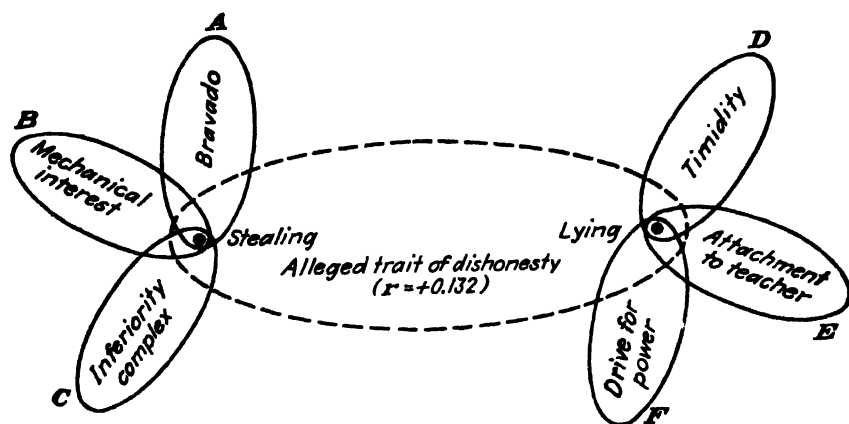 A
Bravado
B
Mechanical
interest
Inferiority
complex
C
Stealing
Alleged trait of dishonesty
(r = +0.132)
Lying
D
Timidity
Attachment
to teacher
E
Drive for
power
F